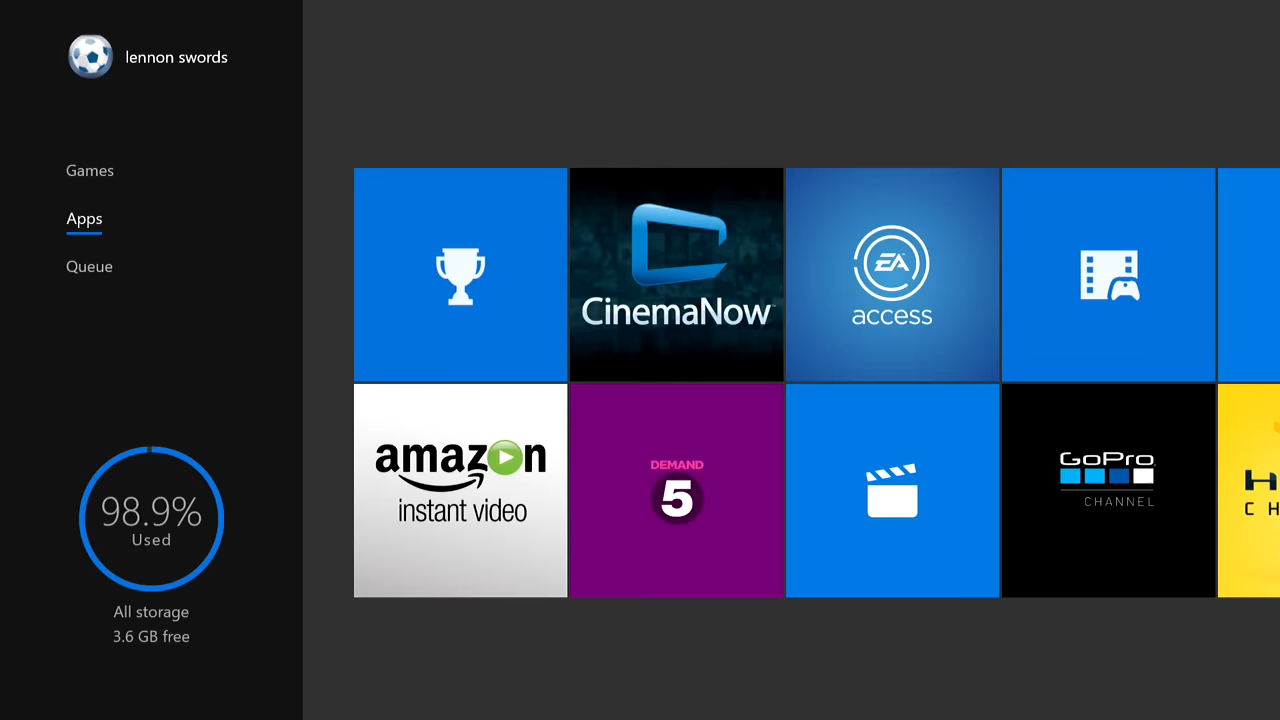 lennon swords
Games
Apps
Queue
98.9%
Used
All storage
3.6 GB free
CinemaNow
EA
access
amazon
instant video
DEMAND
5
GoPro
CHANNEL
H
CH